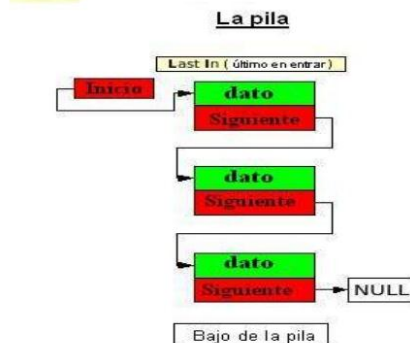 La pila
Last In ( último en entrar )
Inicio
dato
Siguiente
dato
Siguiente
dato
Siguiente
NULL
Bajo de la pila